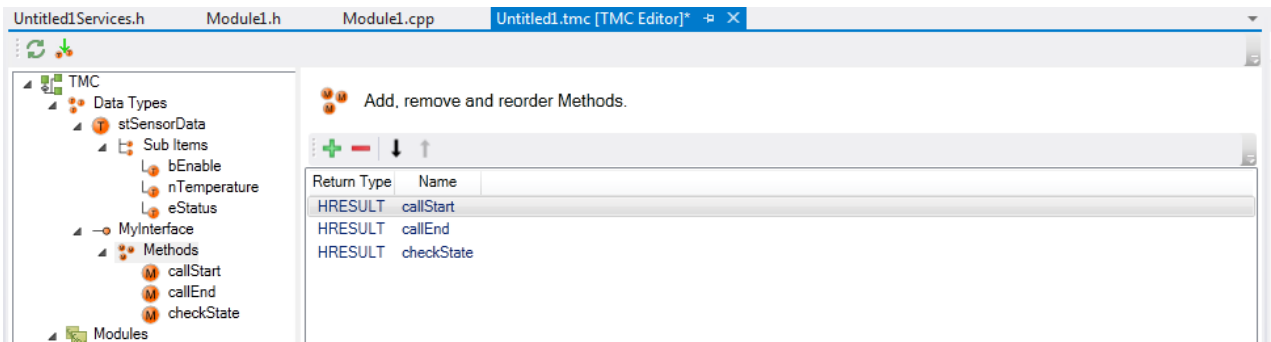 Untitled1Services.h Module1.h Module1.cpp Untitled1.tmc [TMC Editor]*
TMC
Data Types
stSensorData
Sub Items
bEnable
nTemperature
eStatus
MyInterface
Methods
callStart
callEnd
checkState
Modules
Add, remove and reorder Methods.
Return Type Name
HRESULT callStart
HRESULT callEnd
HRESULT checkState